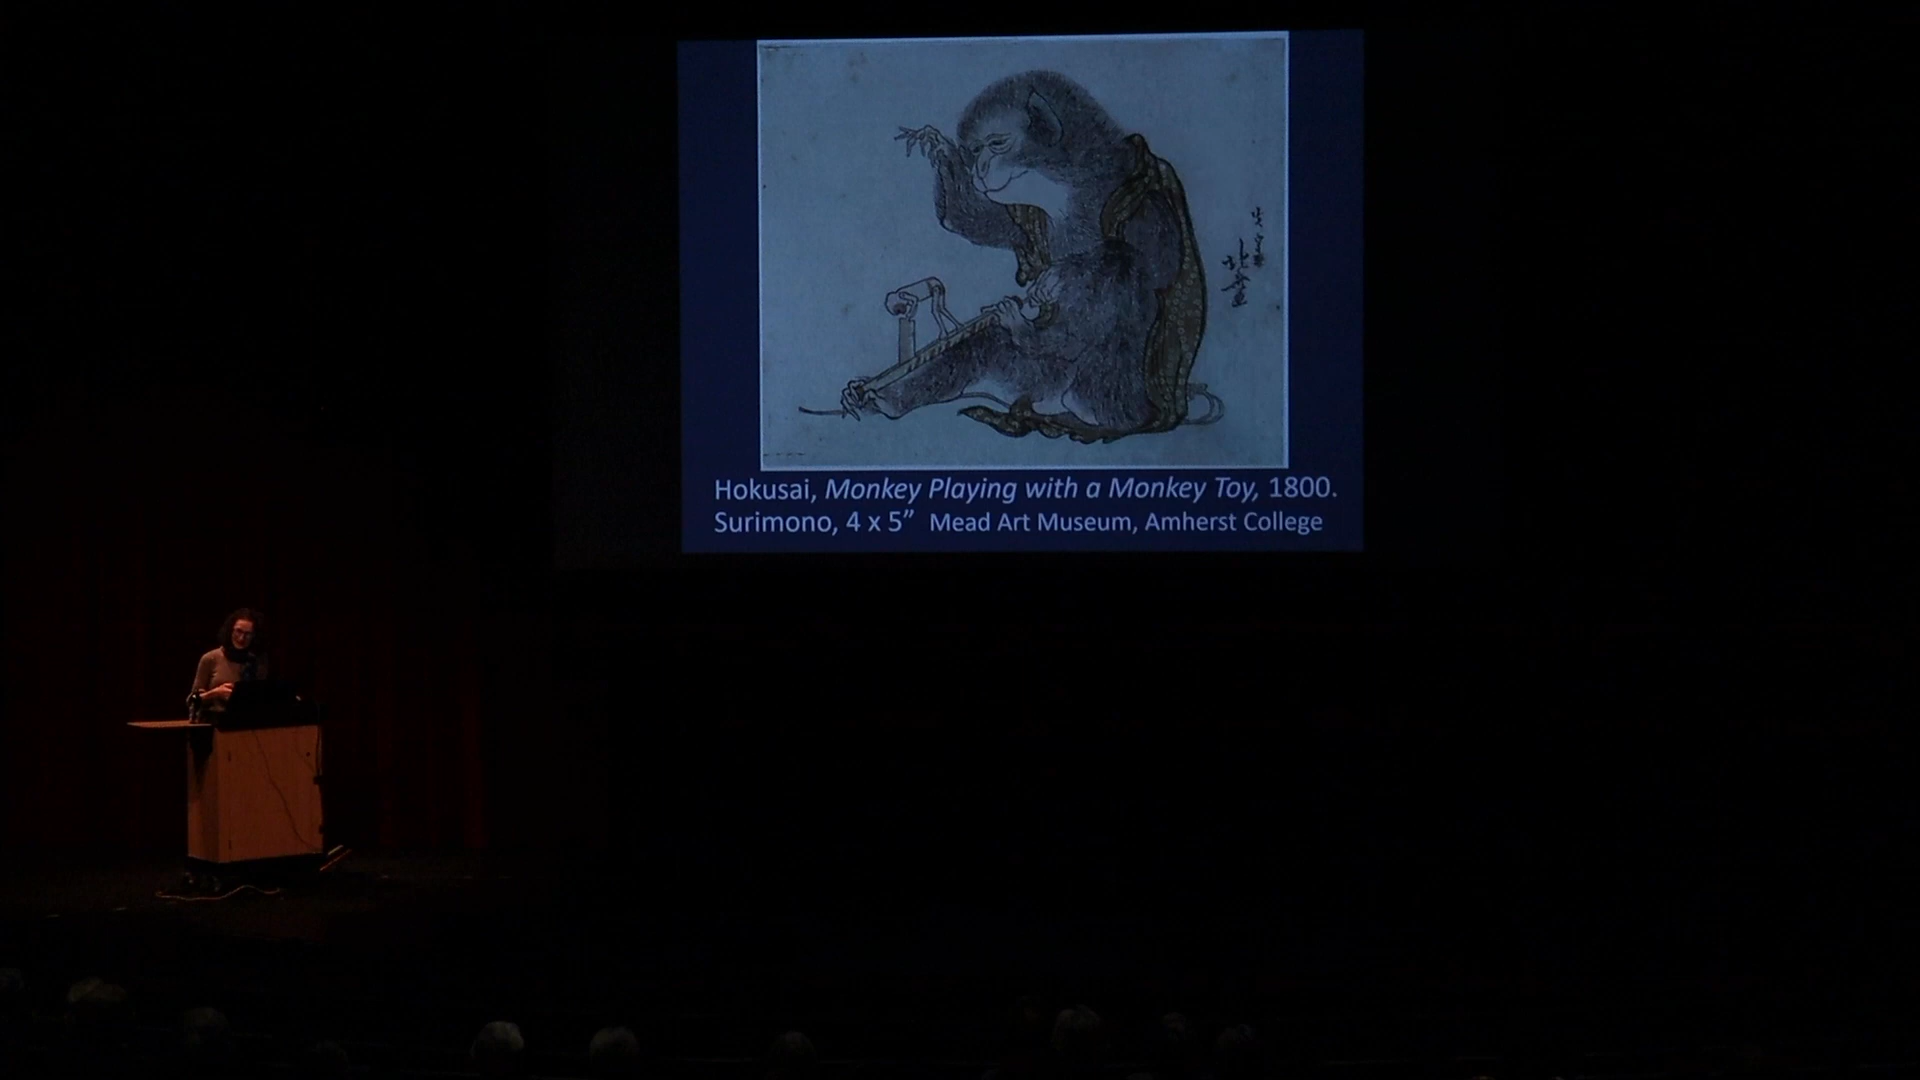 Hokusai, Monkey Playing with a Monkey Toy, 1800.
Surimono, 4 x 5” Mead Art Museum, Amherst College